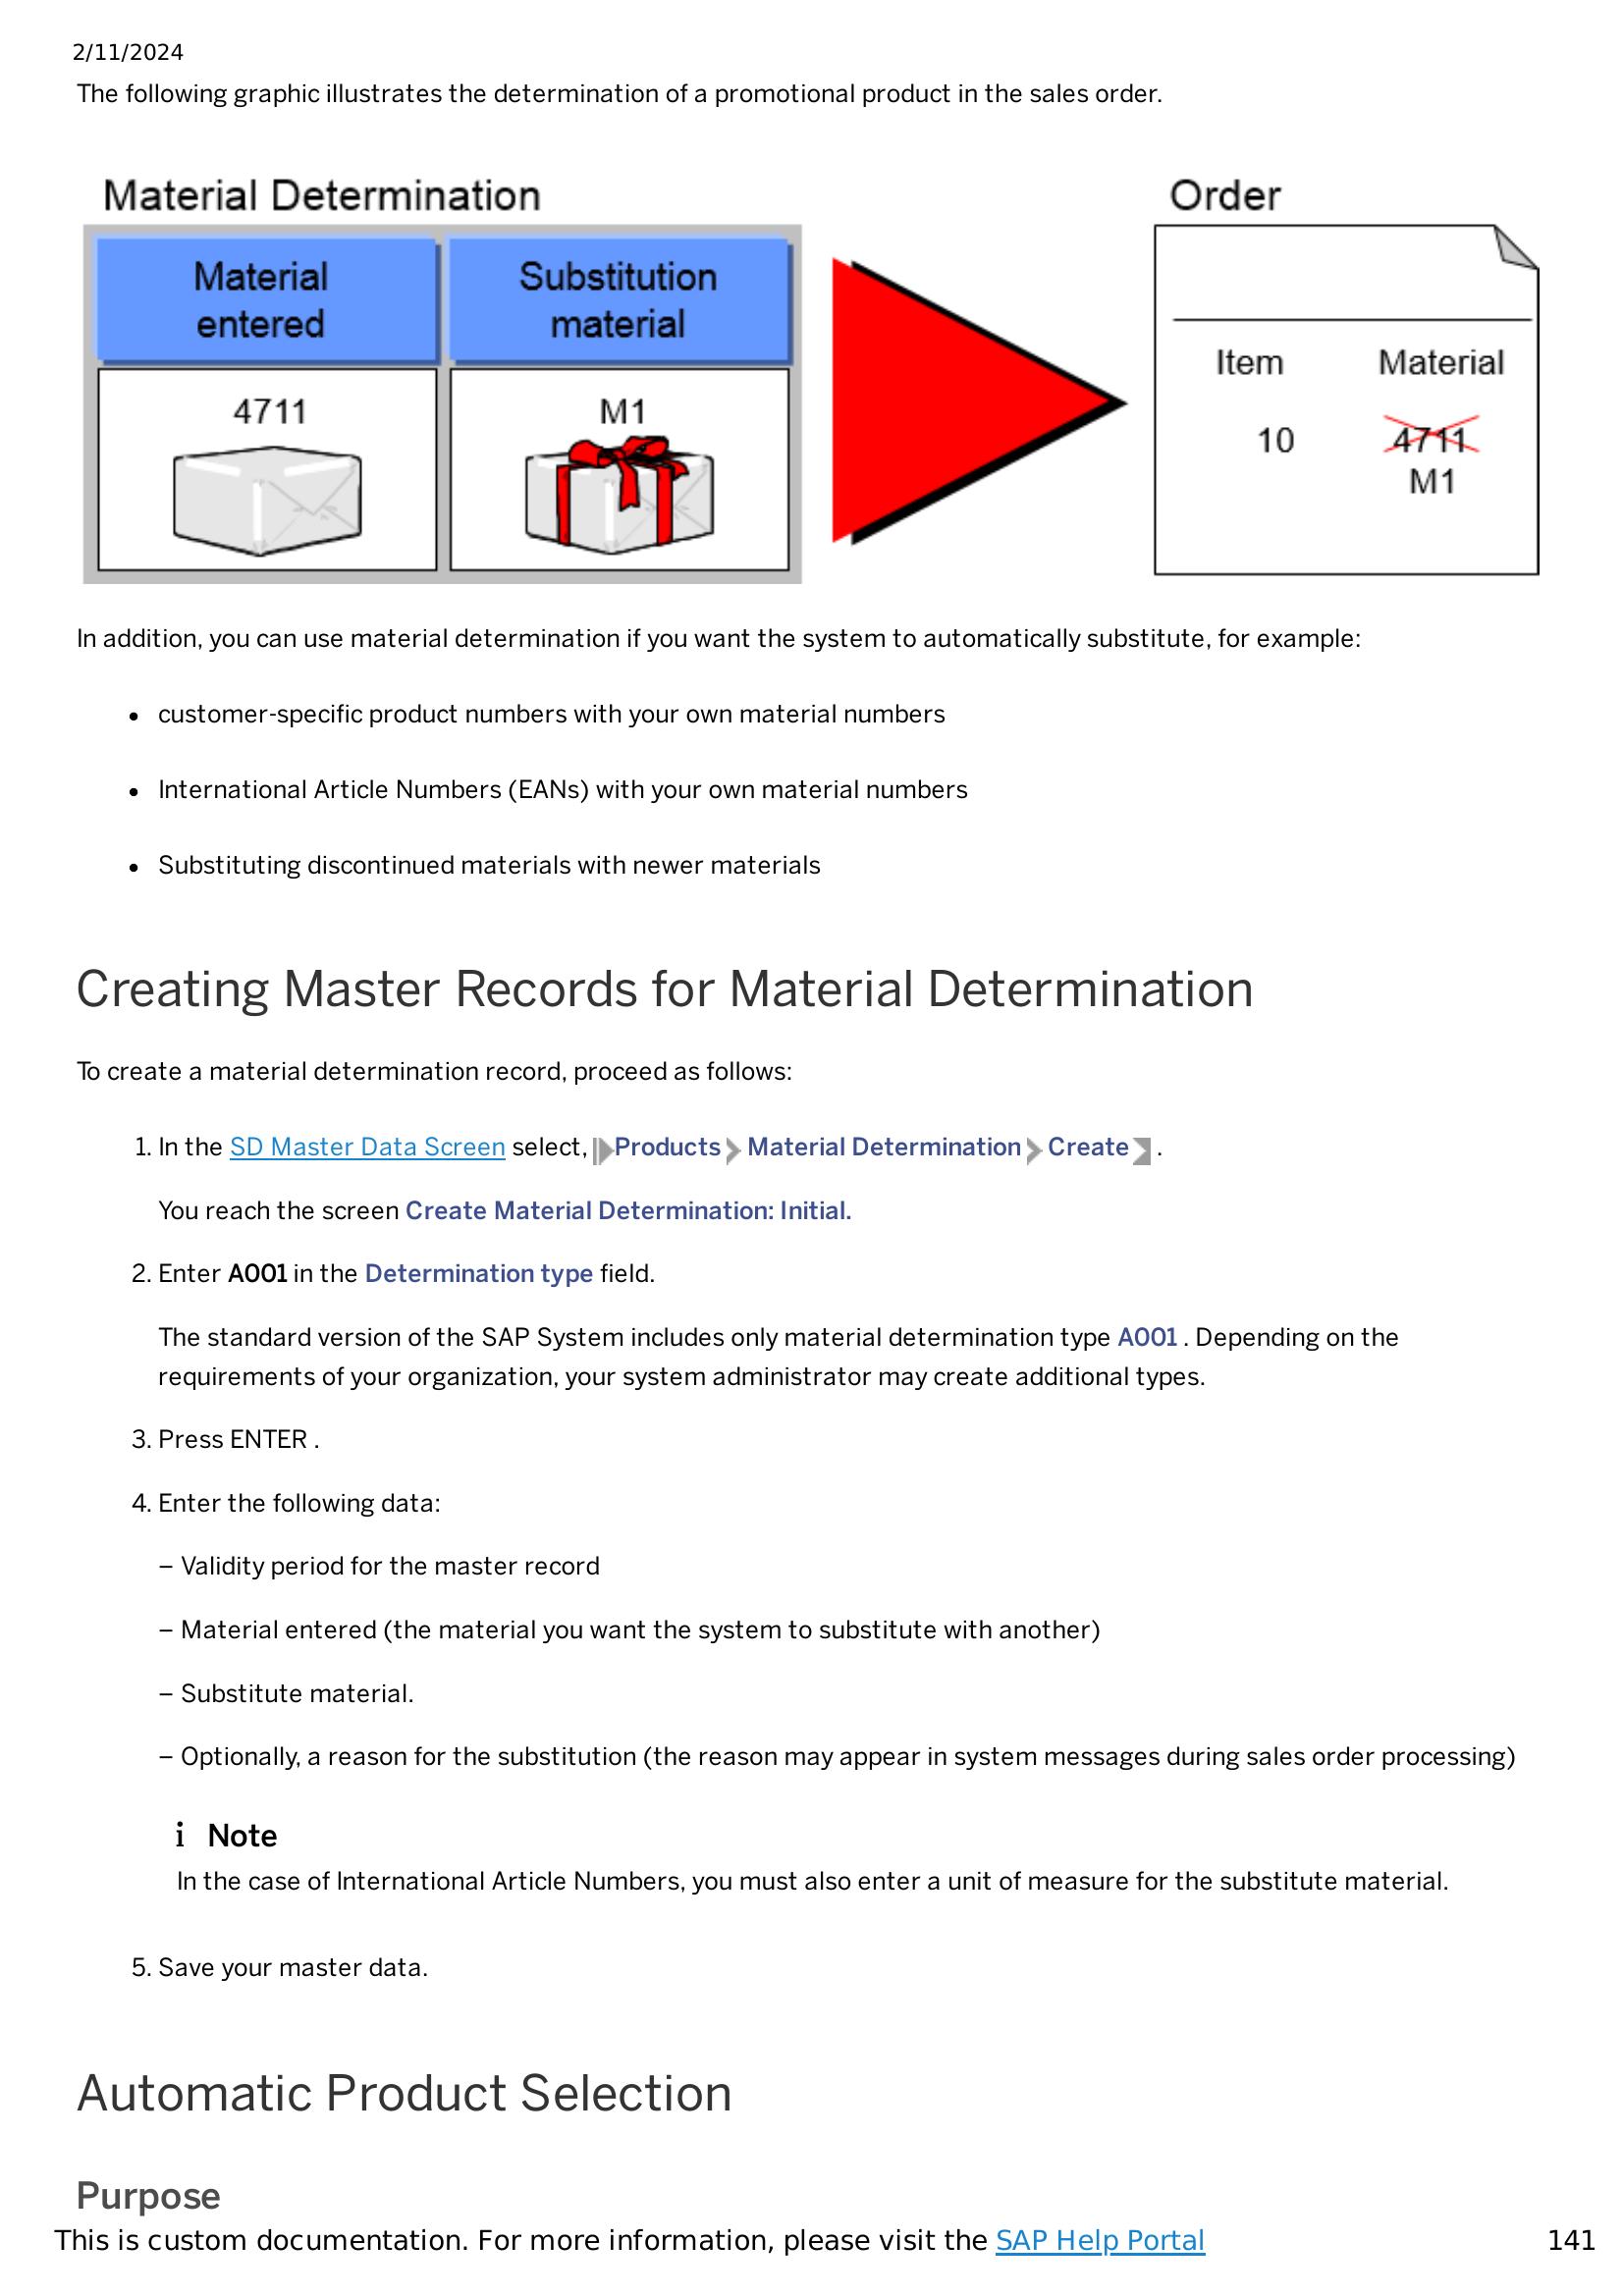 2/11/2024
The following graphic illustrates the determination of a promotional product in the sales order.
Material Determination
Material
entered
Substitution
material
4711
M1
Order
Item
Material
10
4711
M1
In addition, you can use material determination if you want the system to automatically substitute, for example:
• customer-specific product numbers with your own material numbers
• International Article Numbers (EANs) with your own material numbers
• Substituting discontinued materials with newer materials
Creating Master Records for Material Determination
To create a material determination record, proceed as follows:
1. In the SD Master Data Screen select, Products Material Determination Create .
You reach the screen Create Material Determination: Initial.
2. Enter A001 in the Determination type field.
The standard version of the SAP System includes only material determination type A001 . Depending on the
requirements of your organization, your system administrator may create additional types.
3. Press ENTER .
4. Enter the following data:
– Validity period for the master record
– Material entered (the material you want the system to substitute with another)
– Substitute material.
– Optionally, a reason for the substitution (the reason may appear in system messages during sales order processing)
i Note
In the case of International Article Numbers, you must also enter a unit of measure for the substitute material.
5. Save your master data.
Automatic Product Selection
Purpose
This is custom documentation. For more information, please visit the SAP Help Portal
141